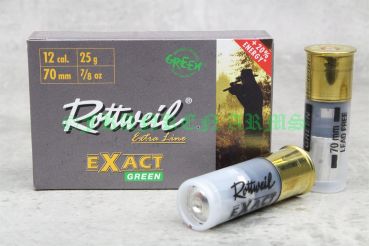 12 cal.
25 g
70 mm
7/8 oz
GREEN
+20%
ENERGY*
Rottweil
Extra Line
EXACT
GREEN
Rottweil
EXACT
70 mm
LEAD FREE